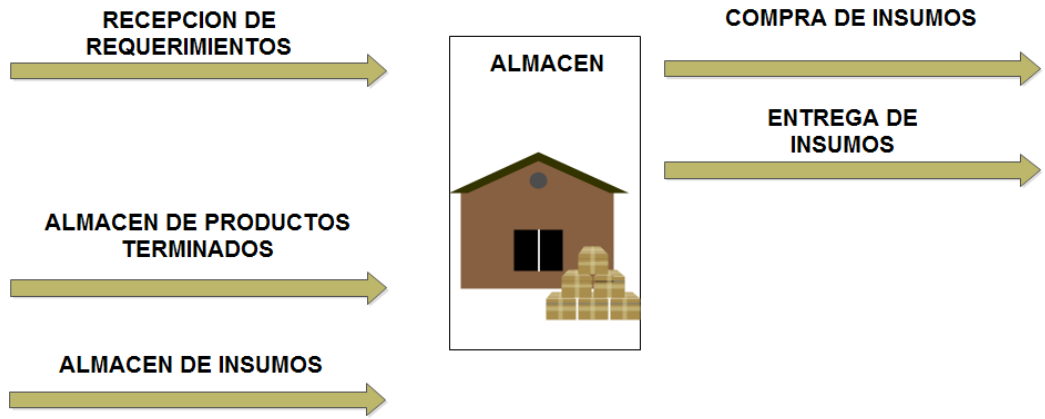 RECEPCION DE
REQUERIMIENTOS
ALMACEN DE PRODUCTOS
TERMINADOS
ALMACEN DE INSUMOS
ALMACEN
COMPRA DE INSUMOS
ENTREGA DE
INSUMOS